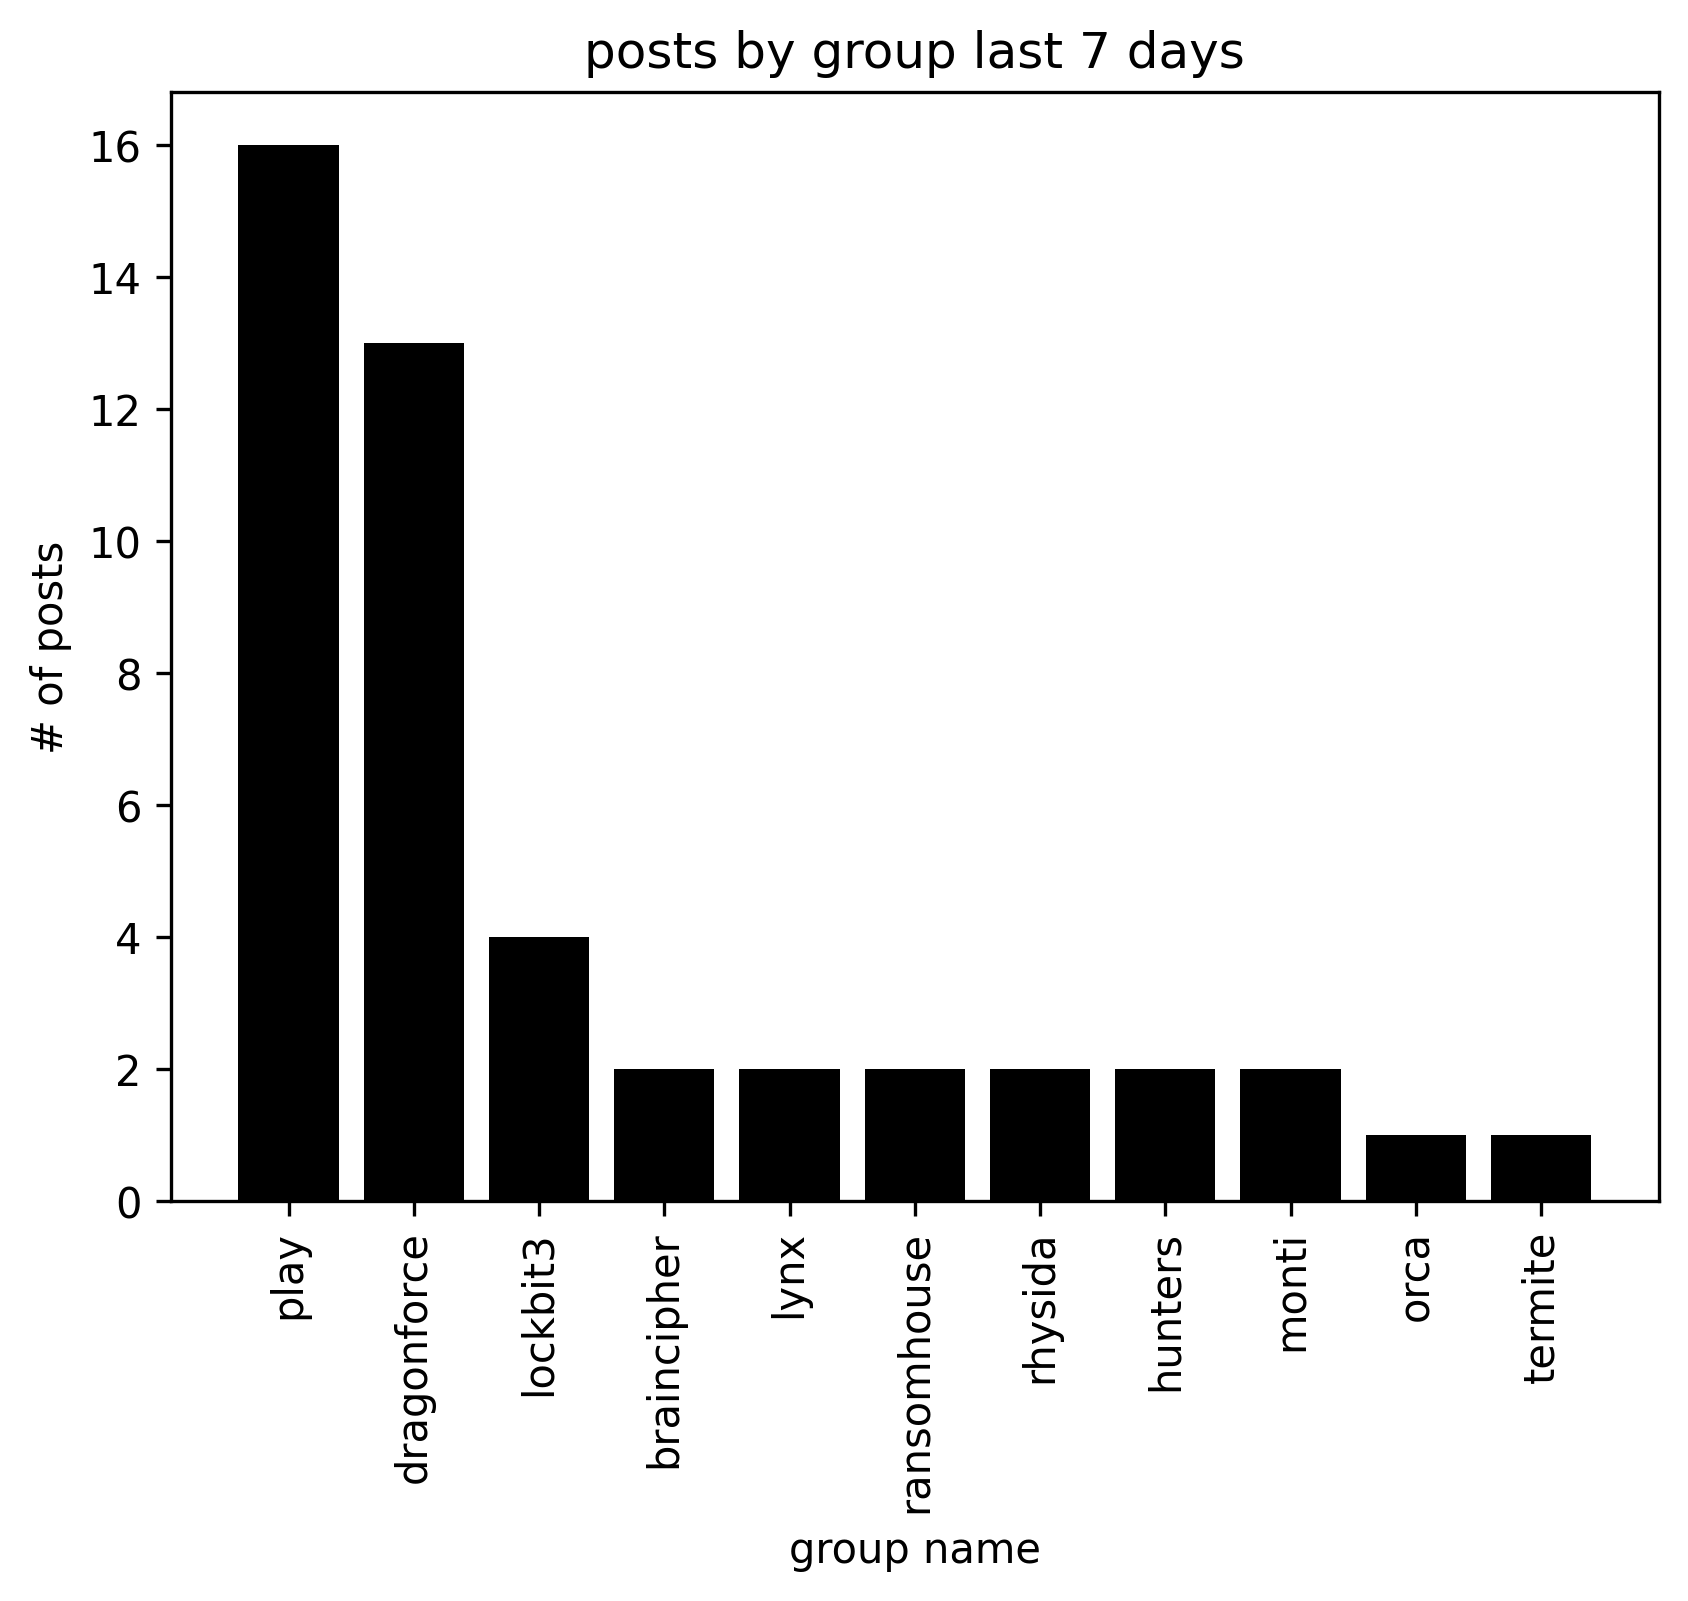 posts by group last 7 days
# of posts
16
14
12
10
8
6
4
2
0
play
dragonforce
lockbit3
braincipher
lynx
ransomhouse
rhysida
hunters
monti
orca
termite
group name